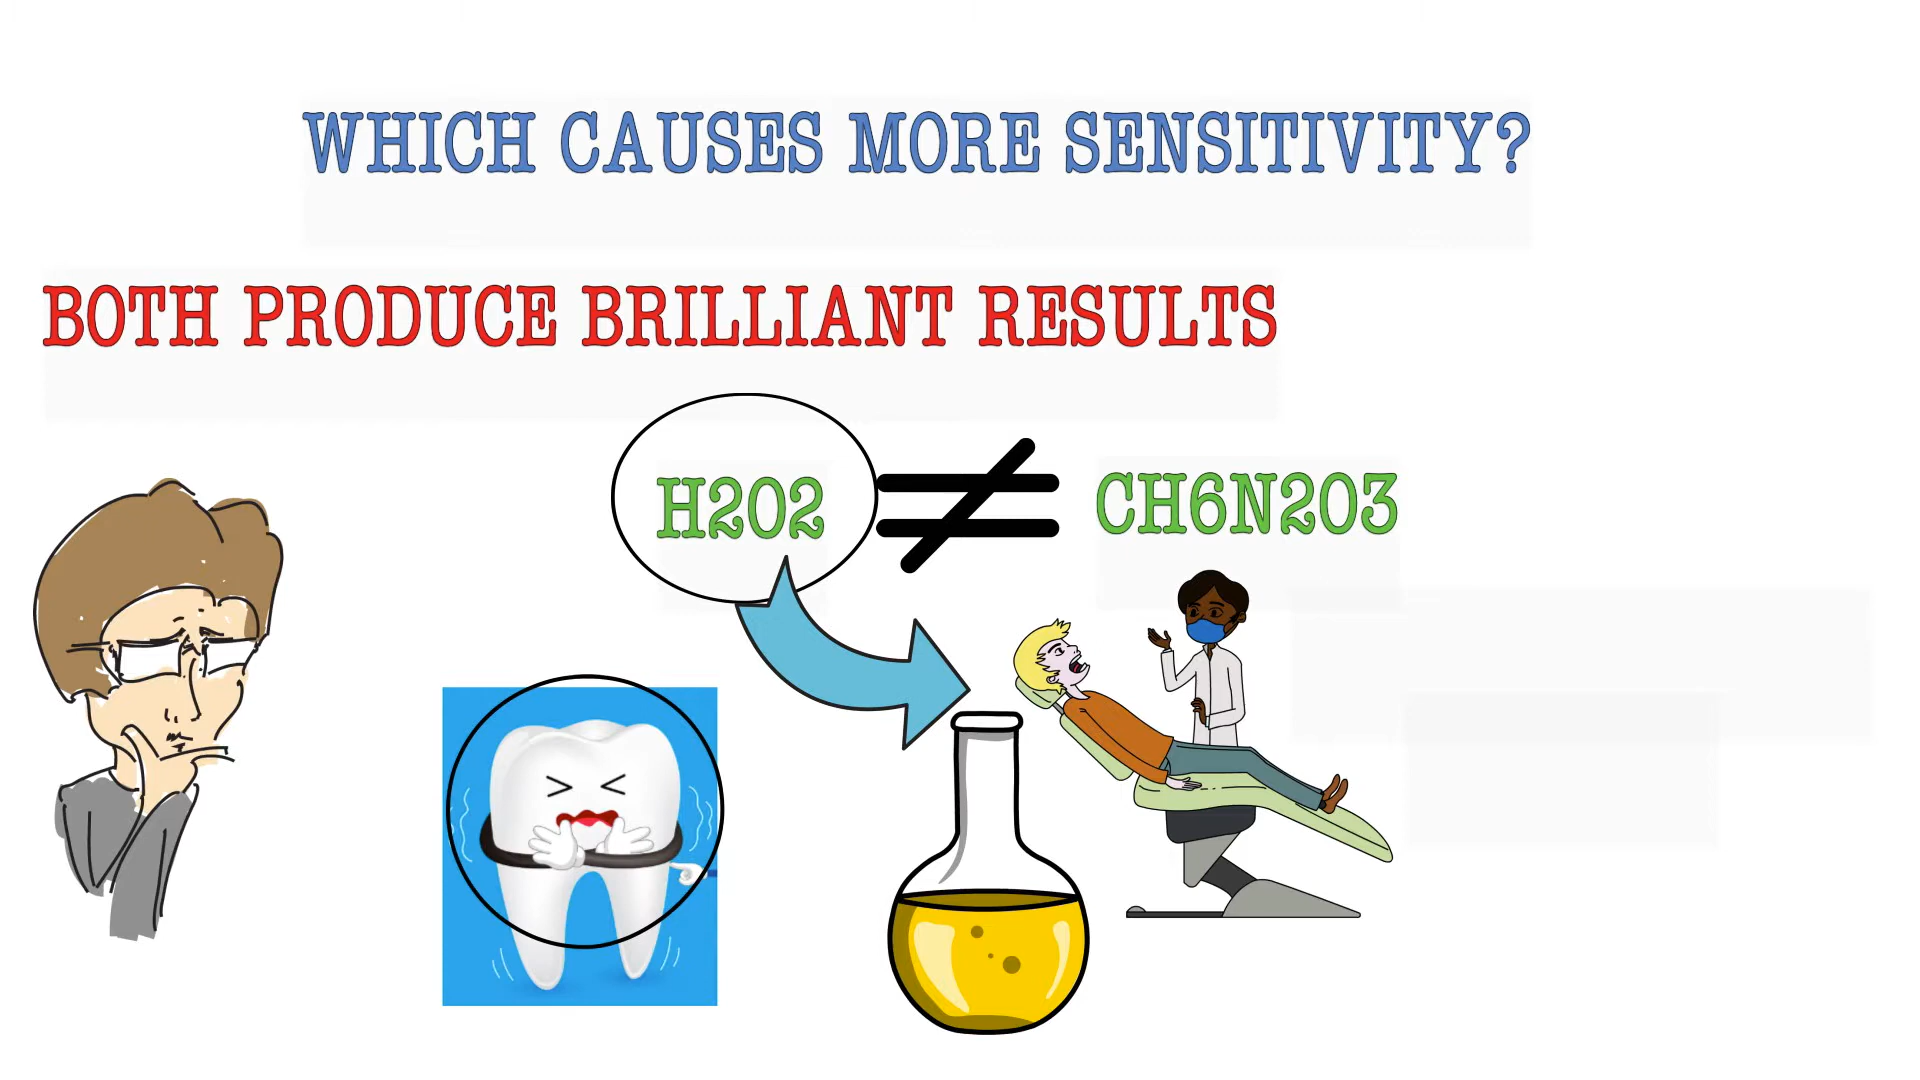 WHICH CAUSES MORE SENSITIVITY?
BOTH PRODUCE BRILLIANT RESULTS
H2O2
CH6N2O3